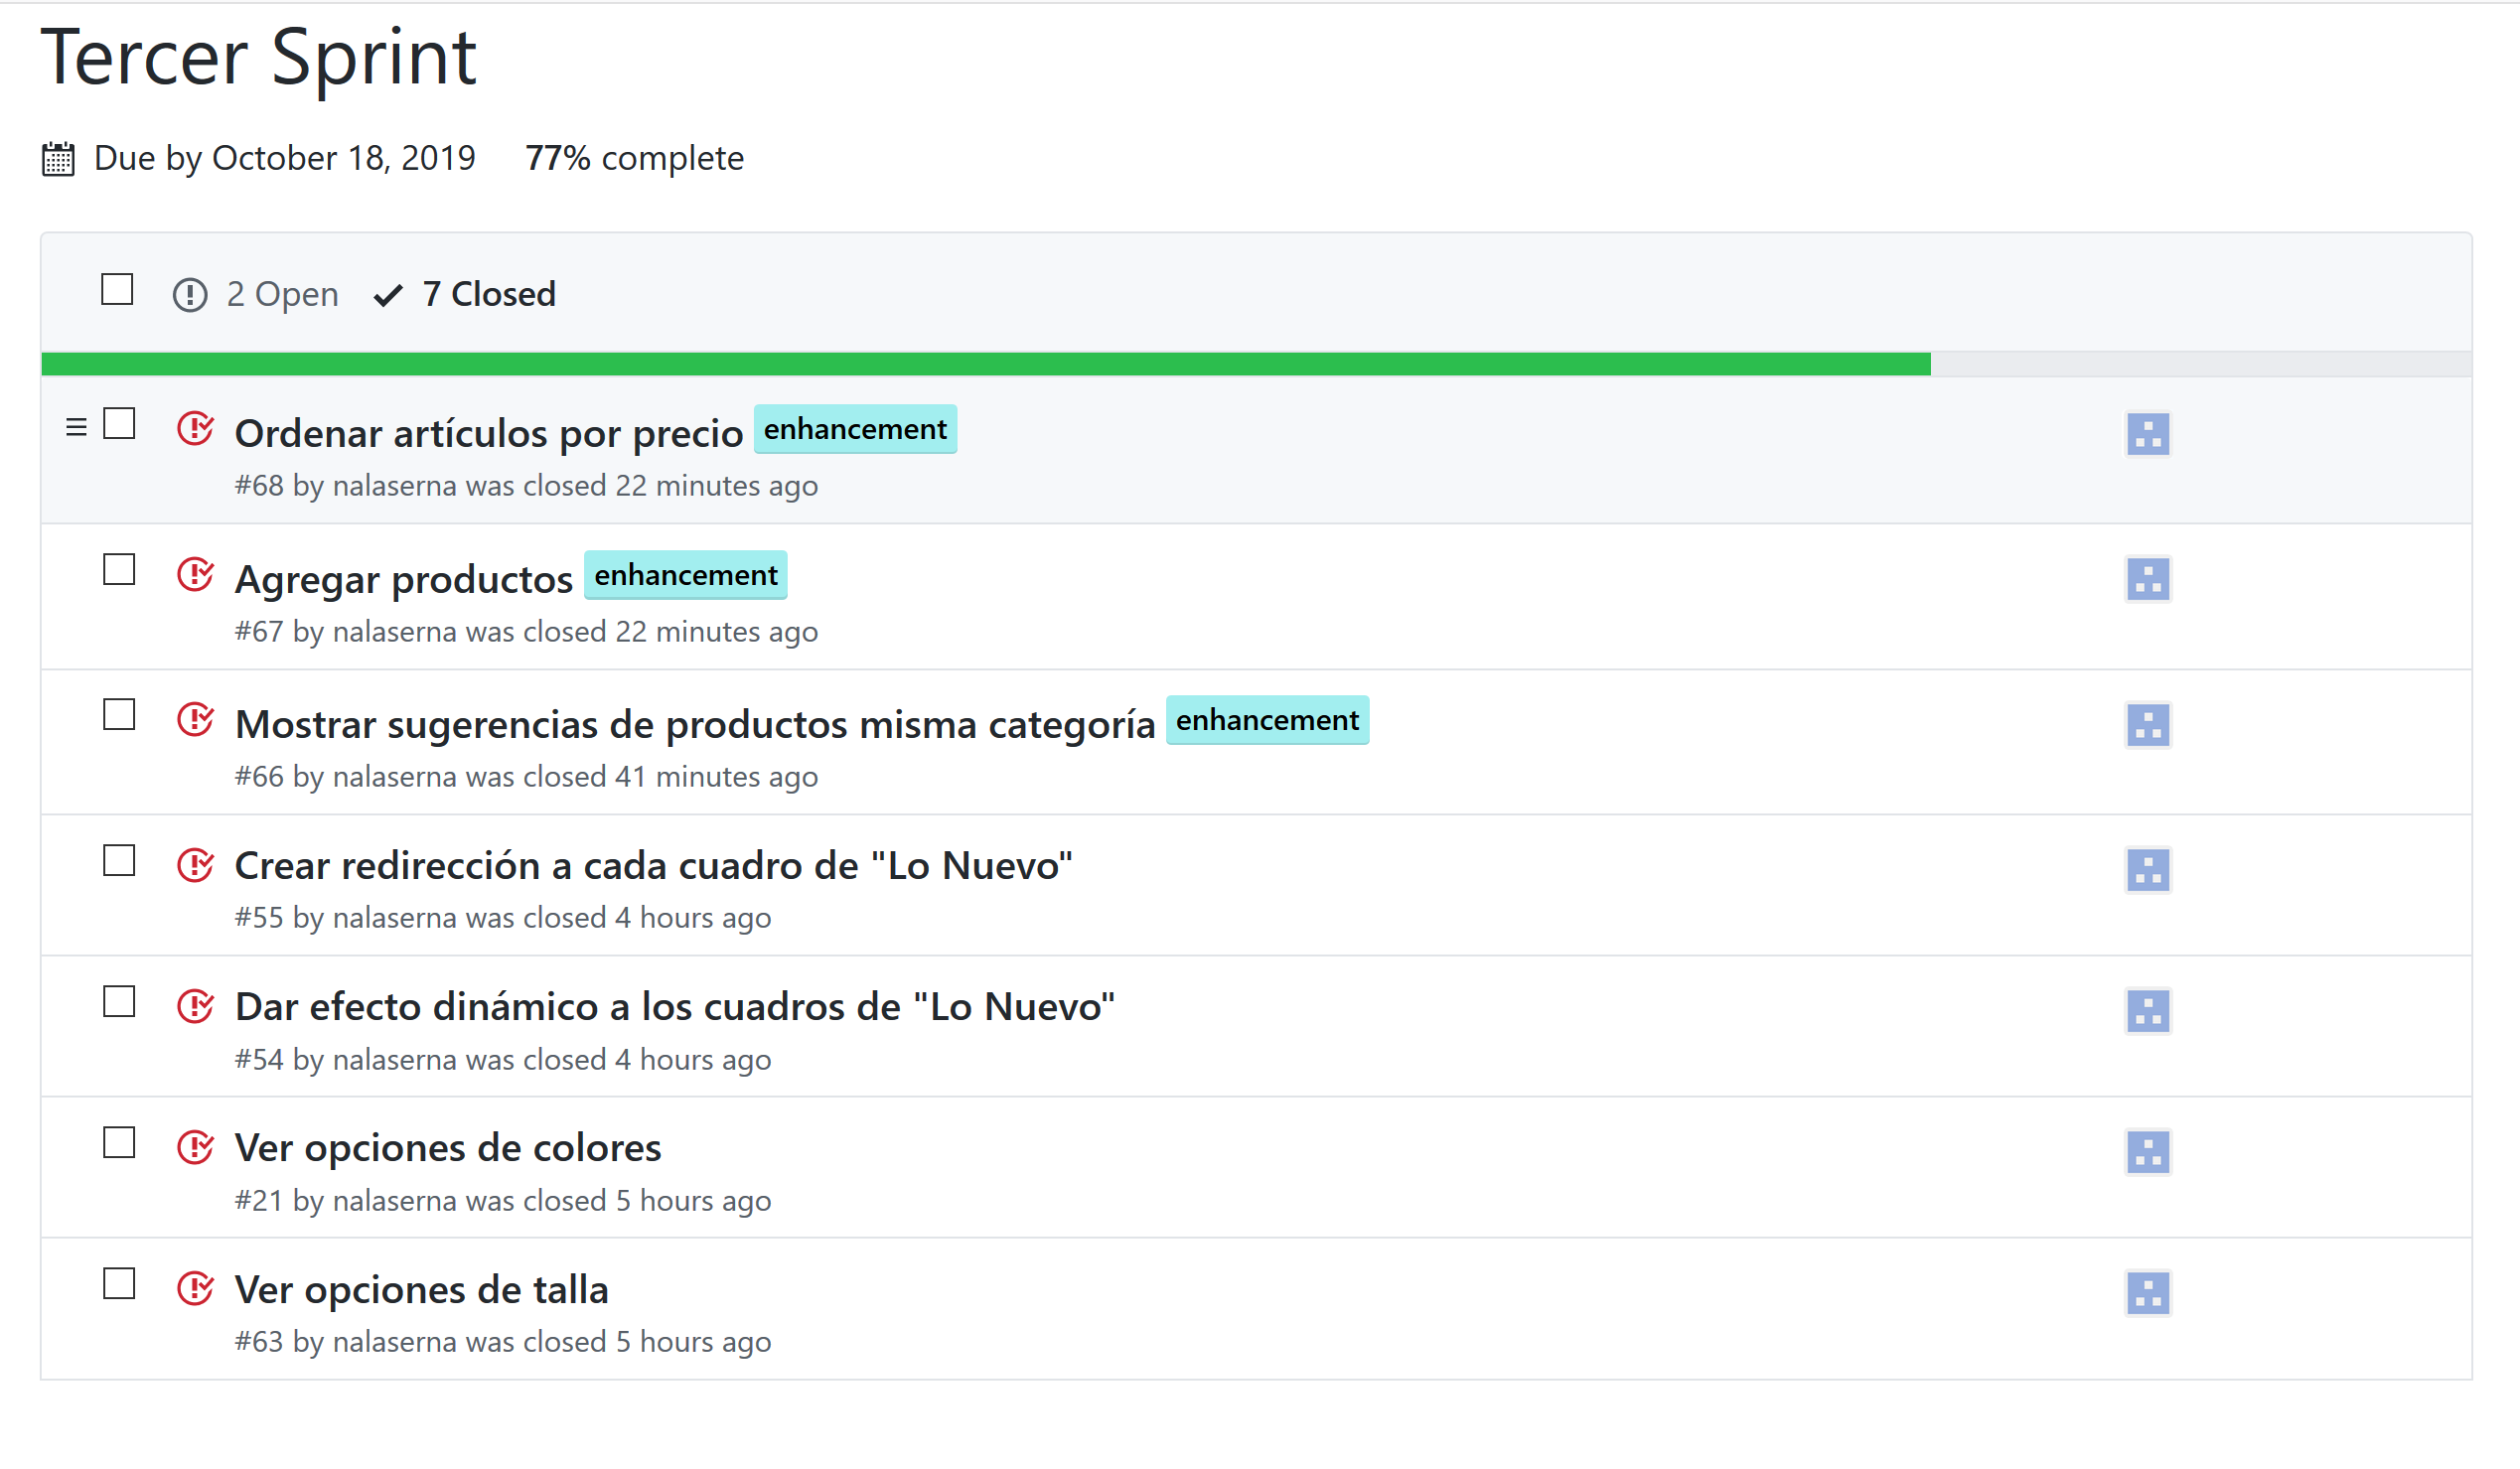 Tercer Sprint
Due by October 18, 2019 77% complete
2 Open 7 Closed
Ordenar artículos por precio enhancement
#68 by nalaserna was closed 22 minutes ago
Agregar productos enhancement
#67 by nalaserna was closed 22 minutes ago
Mostrar sugerencias de productos misma categoría enhancement
#66 by nalaserna was closed 41 minutes ago
Crear redirección a cada cuadro de "Lo Nuevo"
#55 by nalaserna was closed 4 hours ago
Dar efecto dinámico a los cuadros de "Lo Nuevo"
#54 by nalaserna was closed 4 hours ago
Ver opciones de colores
#21 by nalaserna was closed 5 hours ago
Ver opciones de talla
#63 by nalaserna was closed 5 hours ago